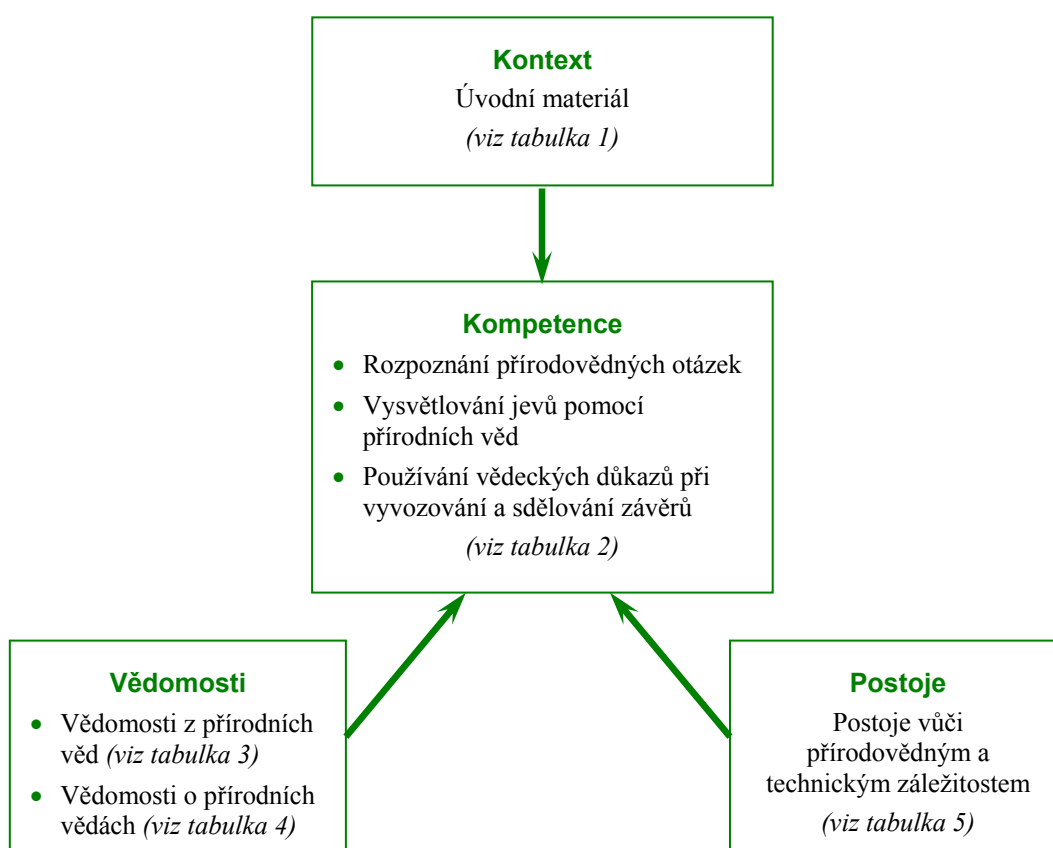 Kontext
Úvodní materiál
(viz tabulka 1)
Kompetence
• Rozpoznání přírodovědných otázek
• Vysvětlování jevů pomocí
přírodních věd
• Používání vědeckých důkazů při
vyvozování a sdělování závěrů
(viz tabulka 2)
Vědomosti
• Vědomosti z přírodních
věd (viz tabulka 3)
• Vědomosti o přírodních
vědách (viz tabulka 4)
Postoje
Postoje vůči
přírodovědným a
technickým záležitostem
(viz tabulka 5)